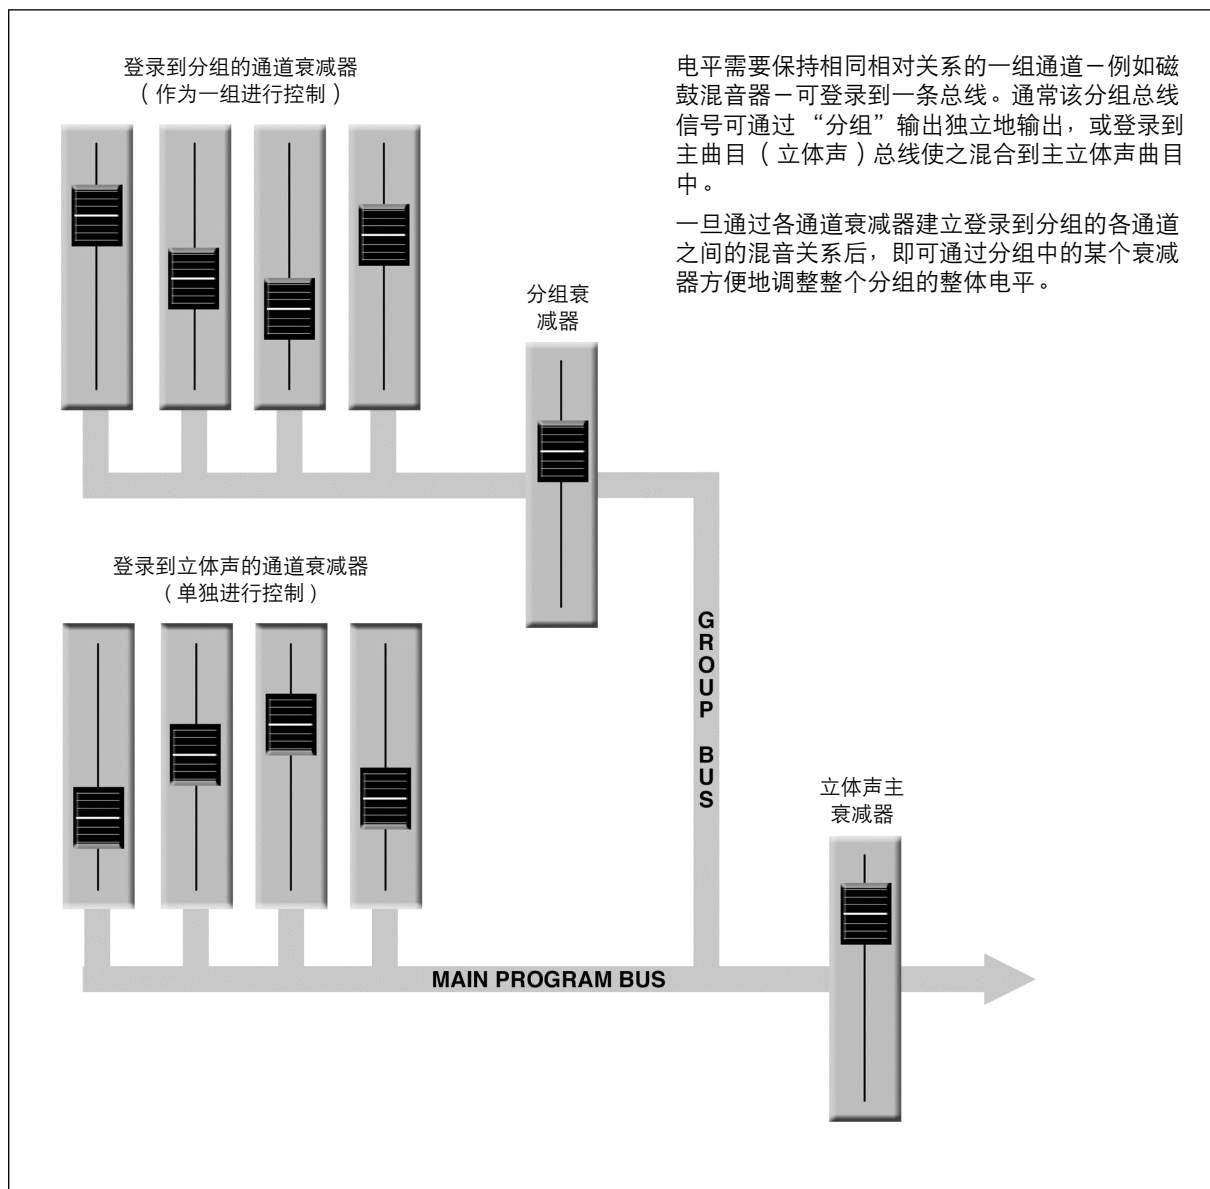 登录到分组的通道衰减器
（作为一组进行控制）
电平需要保持相同相对关系的一组通道－例如磁
鼓混音器－可登录到一条总线。通常该分组总线
信号可通过 “分组”输出独立地输出，或登录到
主曲目（立体声）总线使之混合到主立体声曲目
中。
一旦通过各通道衰减器建立登录到分组的各通道
之间的混音关系后，即可通过分组中的某个衰减
器方便地调整整个分组的整体电平。
分组衰
减器
登录到立体声的通道衰减器
（单独进行控制）
GROUP BUS
立体声主
衰减器
MAIN PROGRAM BUS